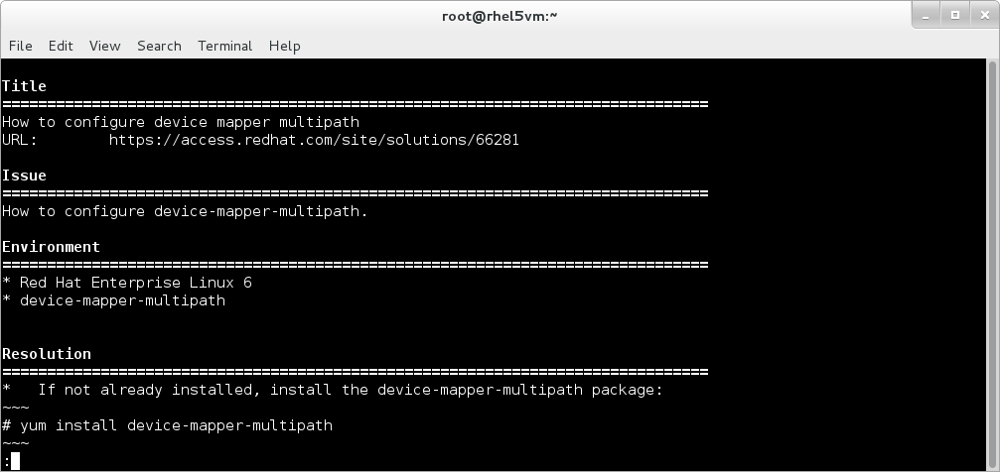 root@rhel5vm:~
File Edit View Search Terminal Help
Title
===============================================================================
How to configure device mapper multipath
URL:        https://access.redhat.com/site/solutions/66281
Issue
===============================================================================
How to configure device-mapper-multipath.
Environment
===============================================================================
* Red Hat Enterprise Linux 6
* device-mapper-multipath
Resolution
===============================================================================
*   If not already installed, install the device-mapper-multipath package:
~~~
# yum install device-mapper-multipath
~~~
: